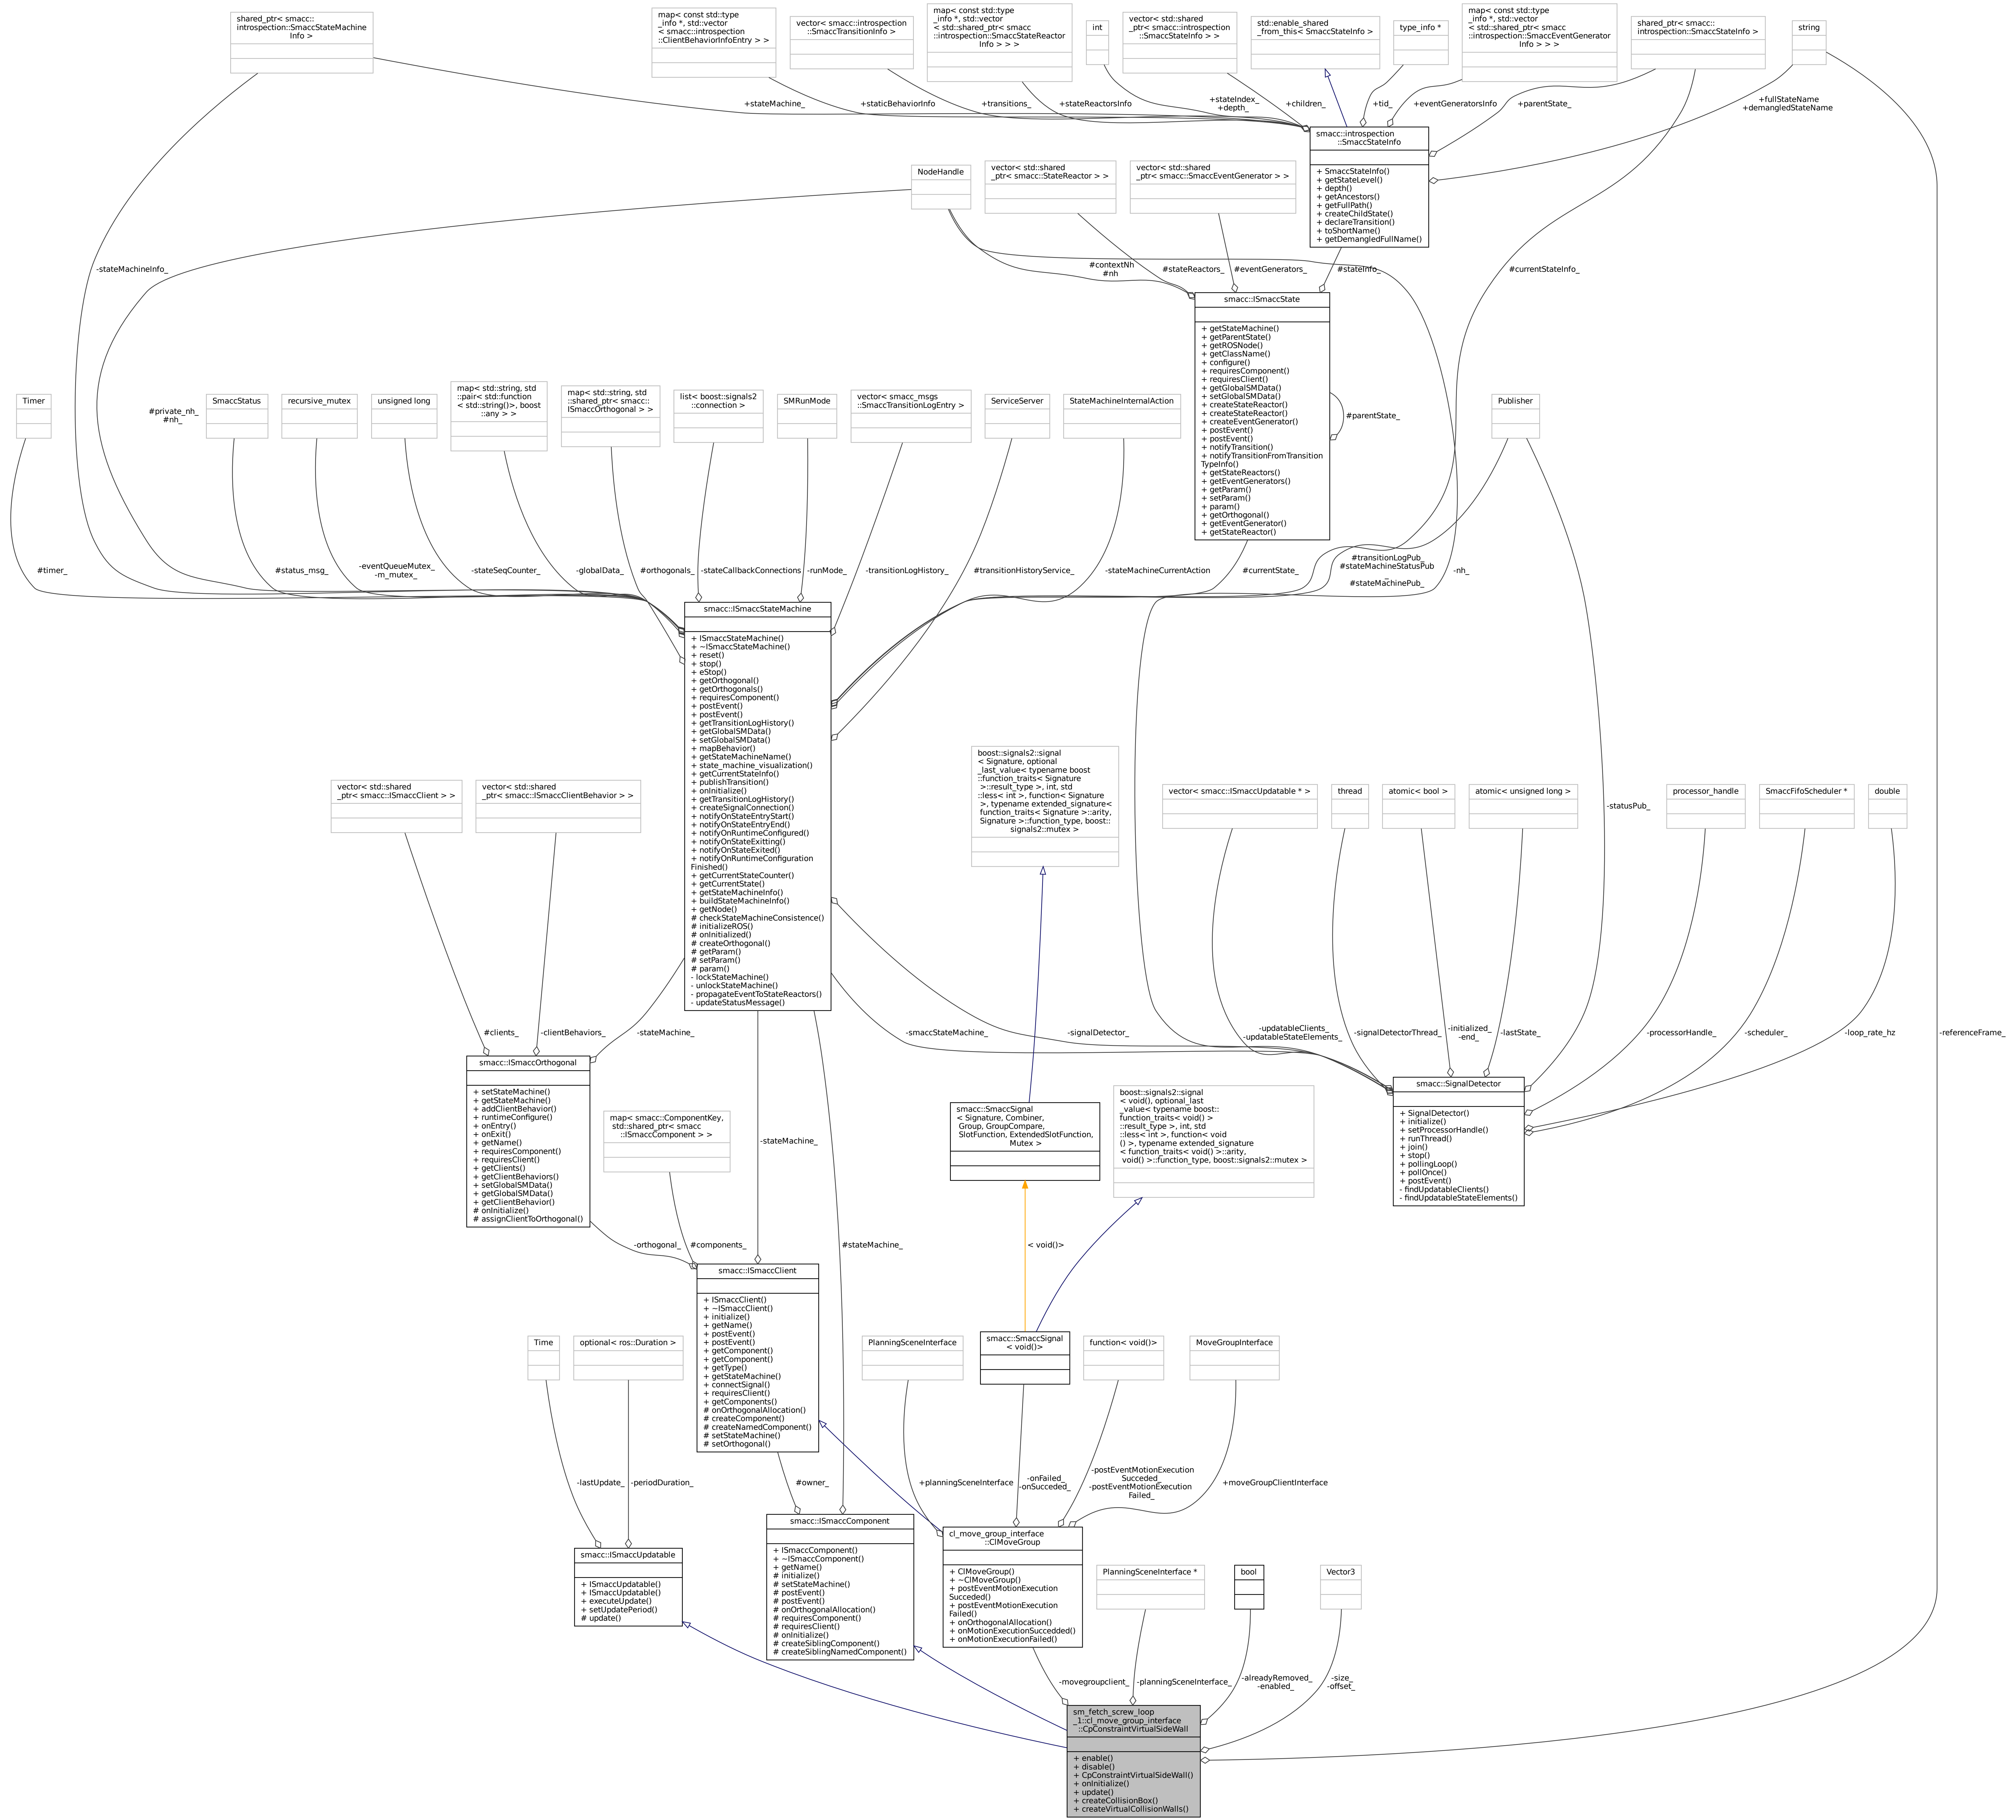 shared_ptr< smacc::
introspection::SmaccStateMachine
Info >
map< const std::type
_info *, std::vector
< smacc::introspection
::ClientBehaviorInfoEntry > >
vector< smacc::introspection
::SmaccTransitionInfo >
map< const std::type
_info *, std::vector
< std::shared_ptr< smacc
::introspection::SmaccStateReactor
Info > > >
int
vector< std::shared
_ptr< smacc::introspection
::SmaccStateInfo > >
std::enable_shared
_from_this< SmaccStateInfo >
type_info *
map< const std::type
_info *, std::vector
< std::shared_ptr< smacc
::introspection::SmaccEventGenerator
Info > > >
shared_ptr< smacc::
introspection::SmaccStateInfo >
string
+stateMachine_
+staticBehaviorInfo
+transitions_
+stateReactorsInfo
+stateIndex_
+depth_
+children_
+tid_
+eventGeneratorsInfo
+parentState_
+fullStateName
+demangledStateName
smacc::introspection
::SmaccStateInfo
+ SmaccStateInfo()
+ getStateLevel()
+ depth()
+ getAncestors()
+ getFullPath()
+ createChildState()
+ declareTransition()
+ toShortName()
+ getDemangledFullName()
NodeHandle
vector< std::shared
_ptr< smacc::StateReactor > >
vector< std::shared
_ptr< smacc::SmaccEventGenerator > >
-stateMachineInfo_
#contextNh
#nh
#stateReactors_
#eventGenerators_
#stateInfo_
#currentStateInfo_
smacc::ISmaccState
+ getStateMachine()
+ getParentState()
+ getROSNode()
+ getClassName()
+ configure()
+ requiresComponent()
+ requiresClient()
+ getGlobalSMData()
+ setGlobalSMData()
+ createStateReactor()
+ createStateReactor()
+ createEventGenerator()
+ postEvent()
+ postEvent()
+ notifyTransition()
+ notifyTransitionFromTransition
TypeInfo()
+ getStateReactors()
+ getEventGenerators()
+ getParam()
+ setParam()
+ param()
+ getOrthogonal()
+ getEventGenerator()
+ getStateReactor()
#parentState_
Timer
#private_nh_
#nh_
SmaccStatus
recursive_mutex
unsigned long
map< std::string, std
::pair< std::function
< std::string()>, boost
::any > >
map< std::string, std
::shared_ptr< smacc::
ISmaccOrthogonal > >
list< boost::signals2
::connection >
SMRunMode
vector< smacc_msgs
::SmaccTransitionLogEntry >
ServiceServer
StateMachineInternalAction
Publisher
#timer_
#status_msg_
-eventQueueMutex_
-m_mutex_
-stateSeqCounter_
-globalData_
#orthogonals_
-stateCallbackConnections
-runMode_
-transitionLogHistory_
#transitionHistoryService_
-stateMachineCurrentAction
#currentState_
#transitionLogPub_
#stateMachineStatusPub
_
#stateMachinePub_
-nh_
smacc::ISmaccStateMachine
+ ISmaccStateMachine()
+ ~ISmaccStateMachine()
+ reset()
+ stop()
+ eStop()
+ getOrthogonal()
+ getOrthogonals()
+ requiresComponent()
+ postEvent()
+ postEvent()
+ getTransitionLogHistory()
+ getGlobalSMData()
+ setGlobalSMData()
+ mapBehavior()
+ getStateMachineName()
+ state_machine_visualization()
+ getCurrentStateInfo()
+ publishTransition()
+ onInitialize()
+ getTransitionLogHistory()
+ createSignalConnection()
+ notifyOnStateEntryStart()
+ notifyOnStateEntryEnd()
+ notifyOnRuntimeConfigured()
+ notifyOnStateExitting()
+ notifyOnStateExited()
+ notifyOnRuntimeConfiguration
Finished()
+ getCurrentStateCounter()
+ getCurrentState()
+ getStateMachineInfo()
+ buildStateMachineInfo()
+ getNode()
# checkStateMachineConsistence()
# initializeROS()
# onInitialized()
# createOrthogonal()
# getParam()
# setParam()
# param()
- lockStateMachine()
- unlockStateMachine()
- propagateEventToStateReactors()
- updateStatusMessage()
boost::signals2::signal
< Signature, optional
_last_value< typename boost
::function_traits< Signature
>::result_type >, int, std
::less< int >, function< Signature
>, typename extended_signature<
function_traits< Signature >::arity,
Signature >::function_type, boost::
signals2::mutex >
vector< std::shared
_ptr< smacc::ISmaccClient > >
vector< std::shared
_ptr< smacc::ISmaccClientBehavior > >
vector< smacc::ISmaccUpdatable * >
thread
atomic< bool >
atomic< unsigned long >
-statusPub_
processor_handle
SmaccFifoScheduler *
double
#clients_
-clientBehaviors_
-stateMachine_
-smaccStateMachine_
-signalDetector_
-updatableClients_
-updatableStateElements_
-signalDetectorThread_
-initialized_
-end_
-lastState_
-processorHandle_
-scheduler_
-loop_rate_hz
-referenceFrame_
smacc::ISmaccOrthogonal
+ setStateMachine()
+ getStateMachine()
+ addClientBehavior()
+ runtimeConfigure()
+ onEntry()
+ onExit()
+ getName()
+ requiresComponent()
+ requiresClient()
+ getClients()
+ getClientBehaviors()
+ setGlobalSMData()
+ getGlobalSMData()
+ getClientBehavior()
# onInitialize()
# assignClientToOrthogonal()
map< smacc::ComponentKey,
std::shared_ptr< smacc
::ISmaccComponent > >
-stateMachine_
smacc::SmaccSignal
< Signature, Combiner,
Group, GroupCompare,
SlotFunction, ExtendedSlotFunction,
Mutex >
boost::signals2::signal
< void(), optional_last
_value< typename boost::
function_traits< void() >
::result_type >, int, std
::less< int >, function< void
() >, typename extended_signature
< function_traits< void() >::arity,
void() >::function_type, boost::signals2::mutex >
smacc::SignalDetector
+ SignalDetector()
+ initialize()
+ setProcessorHandle()
+ runThread()
+ join()
+ stop()
+ pollingLoop()
+ pollOnce()
+ postEvent()
- findUpdatableClients()
- findUpdatableStateElements()
-orthogonal_
#components_
#stateMachine_
< void()>
smacc::ISmaccClient
+ ISmaccClient()
+ ~ISmaccClient()
+ initialize()
+ getName()
+ postEvent()
+ postEvent()
+ getComponent()
+ getComponent()
+ getType()
+ getStateMachine()
+ connectSignal()
+ requiresClient()
+ getComponents()
# onOrthogonalAllocation()
# createComponent()
# createNamedComponent()
# setStateMachine()
# setOrthogonal()
Time
optional< ros::Duration >
PlanningSceneInterface
smacc::SmaccSignal
< void()>
function< void()>
MoveGroupInterface
-lastUpdate_
-periodDuration_
#owner_
+planningSceneInterface
-onFailed_
-onSucceded_
-postEventMotionExecution
Succeded_
-postEventMotionExecution
Failed_
+moveGroupClientInterface
smacc::ISmaccUpdatable
+ ISmaccUpdatable()
+ ISmaccUpdatable()
+ executeUpdate()
+ setUpdatePeriod()
# update()
smacc::ISmaccComponent
+ ISmaccComponent()
+ ~ISmaccComponent()
+ getName()
# initialize()
# setStateMachine()
# postEvent()
# postEvent()
# onOrthogonalAllocation()
# requiresComponent()
# requiresClient()
# onInitialize()
# createSiblingComponent()
# createSiblingNamedComponent()
cl_move_group_interface
::ClMoveGroup
+ ClMoveGroup()
+ ~ClMoveGroup()
+ postEventMotionExecution
Succeded()
+ postEventMotionExecution
Failed()
+ onOrthogonalAllocation()
+ onMotionExecutionSuccedded()
+ onMotionExecutionFailed()
PlanningSceneInterface *
bool
Vector3
-movegroupclient_
-planningSceneInterface_
-alreadyRemoved_
-enabled_
-size_
-offset_
sm_fetch_screw_loop
_1::cl_move_group_interface
::CpConstraintVirtualSideWall
+ enable()
+ disable()
+ CpConstraintVirtualSideWall()
+ onInitialize()
+ update()
+ createCollisionBox()
+ createVirtualCollisionWalls()